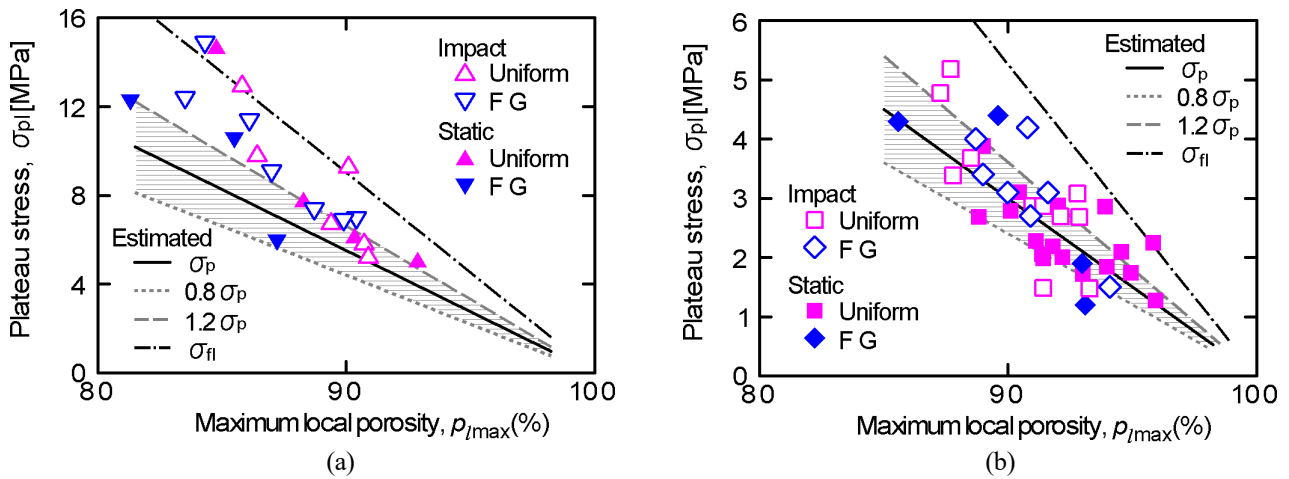 Plateau stress, σpl [MPa]
16
12
8
4
0
80
90
100
Impact
Uniform
F G
Static
Uniform
F G
Estimated
σp
0.8 σp
1.2 σp
σfl
Maximum local porosity, plmax(%)
(a)
Plateau stress, σpl [MPa]
6
5
4
3
2
1
0
80
90
100
Estimated
σp
0.8 σp
1.2 σp
σfl
Impact
Uniform
F G
Static
Uniform
F G
Maximum local porosity, plmax(%)
(b)